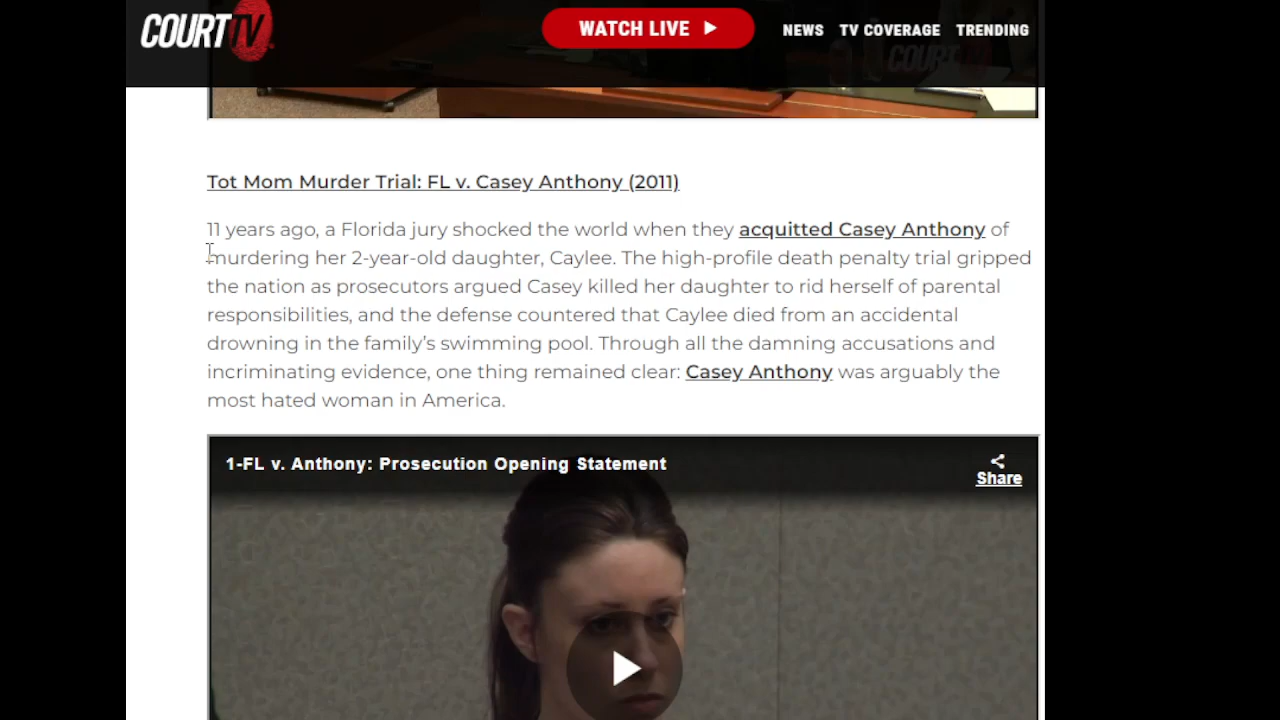 COURT TV
WATCH LIVE
NEWS TV COVERAGE TRENDING
COURT
Tot Mom Murder Trial: FL v. Casey Anthony (2011)
11 years ago, a Florida jury shocked the world when they acquitted Casey Anthony of
murdering her 2-year-old daughter, Caylee. The high-profile death penalty trial gripped
the nation as prosecutors argued Casey killed her daughter to rid herself of parental
responsibilities, and the defense countered that Caylee died from an accidental
drowning in the family’s swimming pool. Through all the damning accusations and
incriminating evidence, one thing remained clear: Casey Anthony was arguably the
most hated woman in America.
1-FL v. Anthony: Prosecution Opening Statement
Share